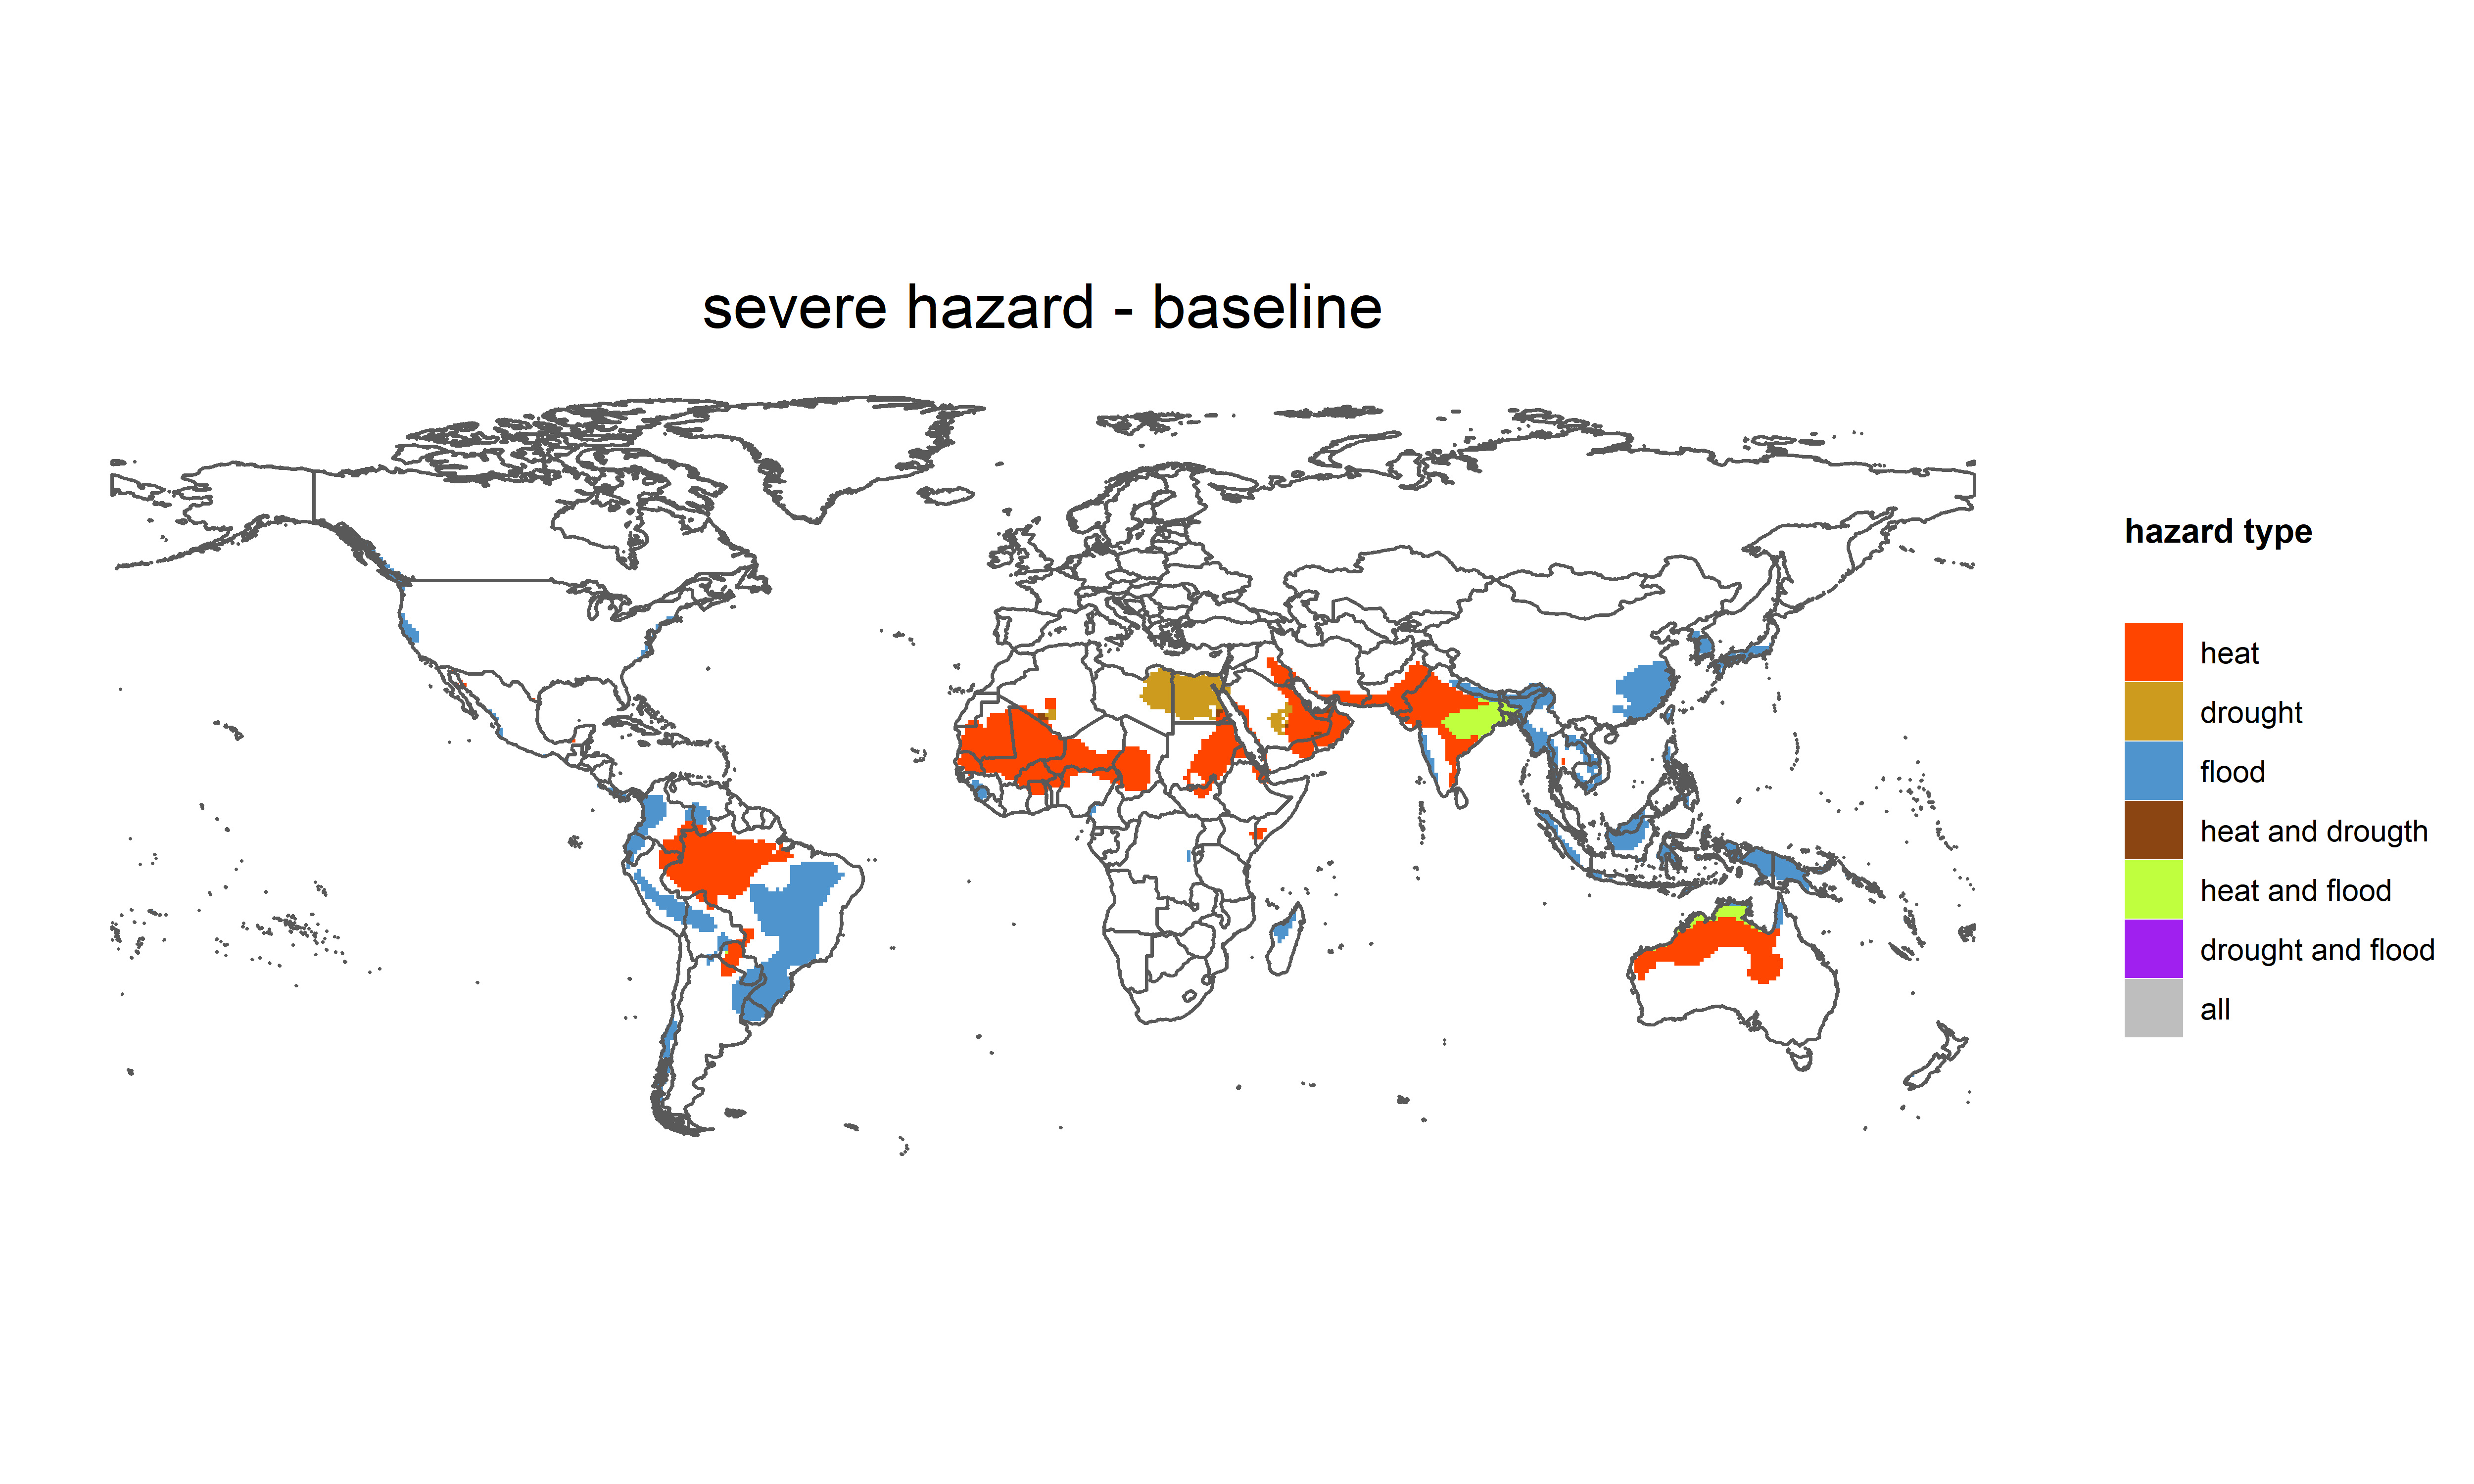 severe hazard - baseline
hazard type
heat
drought
flood
heat and drougth
heat and flood
drought and flood
all